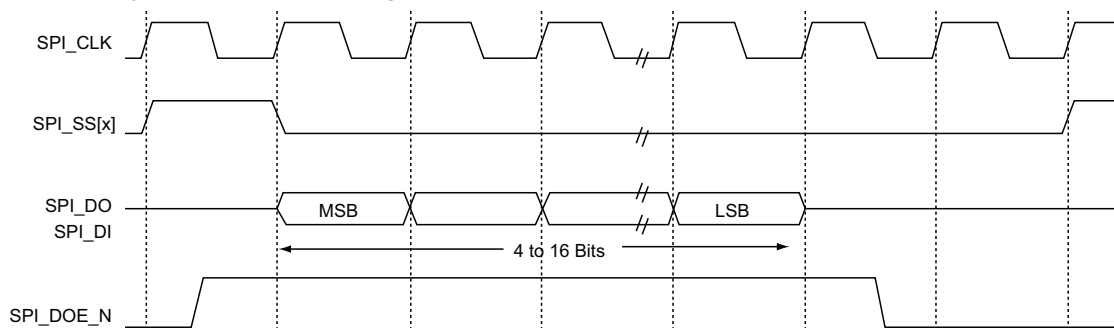 SPI_CLK
SPI_SS[x]
SPI_DO
SPI_DI
MSB
LSB
4 to 16 Bits
SPI_DOE_N